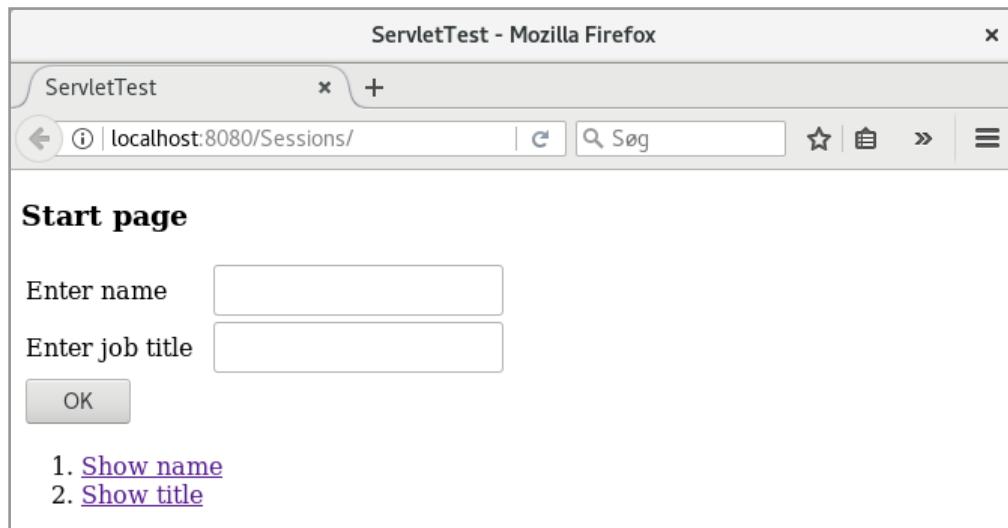 ServletTest - Mozilla Firefox
ServletTest
localhost:8080/Sessions/
Søg
Start page
Enter name
Enter job title
OK
1. Show name
2. Show title